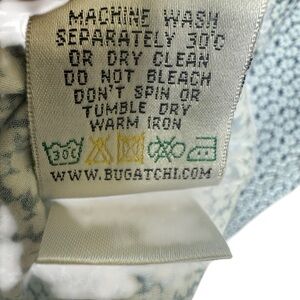 MACHINE WASH
SEPARATELY 30°C
OR DRY CLEAN
DO NOT BLEACH
DON'T SPIN OR
TUMBLE DRY
WARM IRON
30C
WWW.BUGATCHI.COM